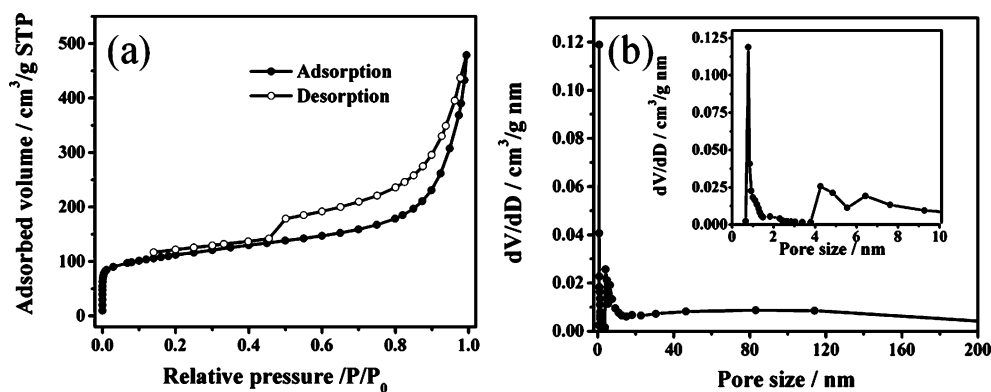 (a)
Adsorption
Desorption
Adsorbed volume / cm³/g STP
500
400
300
200
100
0
0.0 0.2 0.4 0.6 0.8 1.0
Relative pressure /P/P₀
(b)
dV/dD / cm³/g nm
0.12
0.10
0.08
0.06
0.04
0.02
0.00
0 40 80 120 160 200
Pore size / nm
dV/dD / cm³/g nm
0.125
0.100
0.075
0.050
0.025
0.000
0 2 4 6 8 10
Pore size / nm